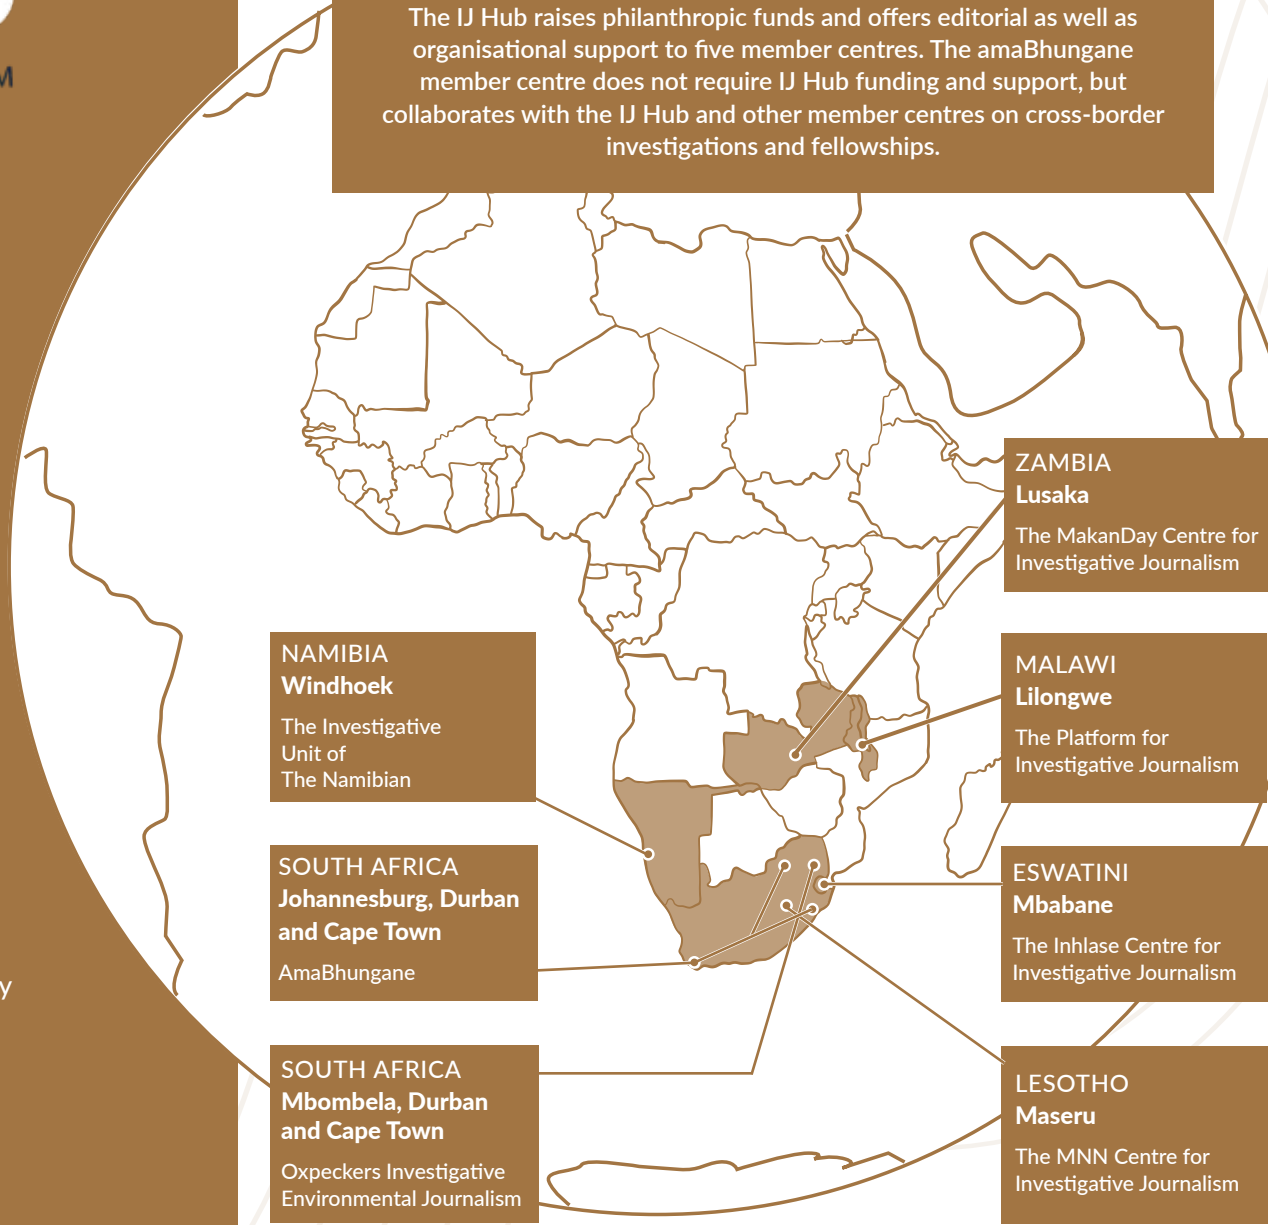 The IJ Hub raises philanthropic funds and offers editorial as well as
organisational support to five member centres. The amaBhungane
member centre does not require IJ Hub funding and support, but
collaborates with the IJ Hub and other member centres on cross-border
investigations and fellowships.
M
ZAMBIA
Lusaka
The MakanDay Centre for
Investigative Journalism
NAMIBIA
Windhoek
The Investigative
Unit of
The Namibian
MALAWI
Lilongwe
The Platform for
Investigative Journalism
SOUTH AFRICA
Johannesburg, Durban
and Cape Town
AmaBhungane
ESWATINI
Mbabane
The Inhlase Centre for
Investigative Journalism
y
SOUTH AFRICA
Mbombela, Durban
and Cape Town
Oxpeckers Investigative
Environmental Journalism
LESOTHO
Maseru
The MNN Centre for
Investigative Journalism